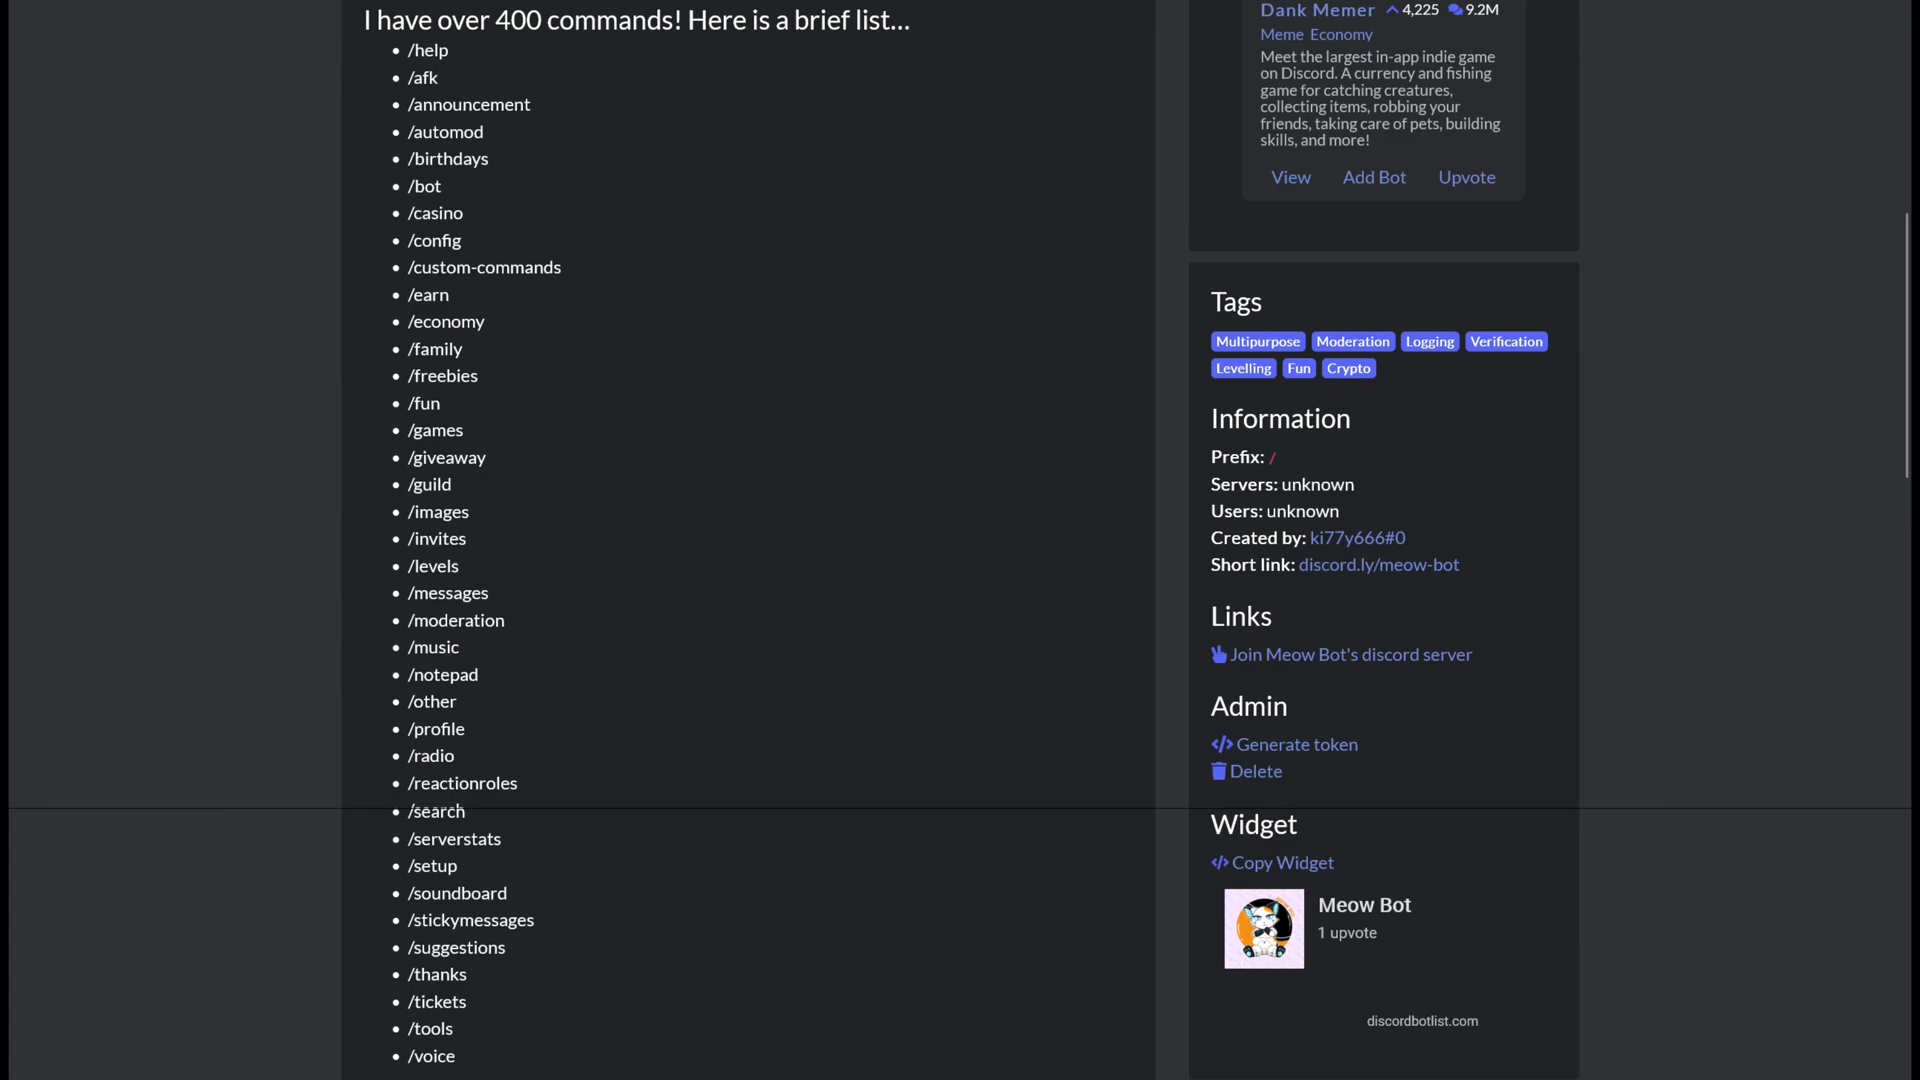 I have over 400 commands! Here is a brief list...
/help
/afk
/announcement
/automod
/birthdays
/bot
/casino
/config
/custom-commands
/earn
/economy
/family
/freebies
/fun
/games
/giveaway
/guild
/images
/invites
/levels
/messages
/moderation
/music
/notepad
/other
/profile
/radio
/reactionroles
/search
/serverstats
/setup
/soundboard
/stickymessages
/suggestions
/thanks
/tickets
/tools
/voice
Dank Memer 4,225 9.2M
Meme Economy
Meet the largest in-app indie game
on Discord. A currency and fishing
game for catching creatures,
collecting items, robbing your
friends, taking care of pets, building
skills, and more!
View Add Bot Upvote
Tags
Multipurpose Moderation Logging Verification
Levelling Fun Crypto
Information
Prefix: /
Servers: unknown
Users: unknown
Created by: ki77y666#0
Short link: discord.ly/meow-bot
Links
Join Meow Bot's discord server
Admin
Generate token
Delete
Widget
Copy Widget
Meow Bot
1 upvote
discordbotlist.com